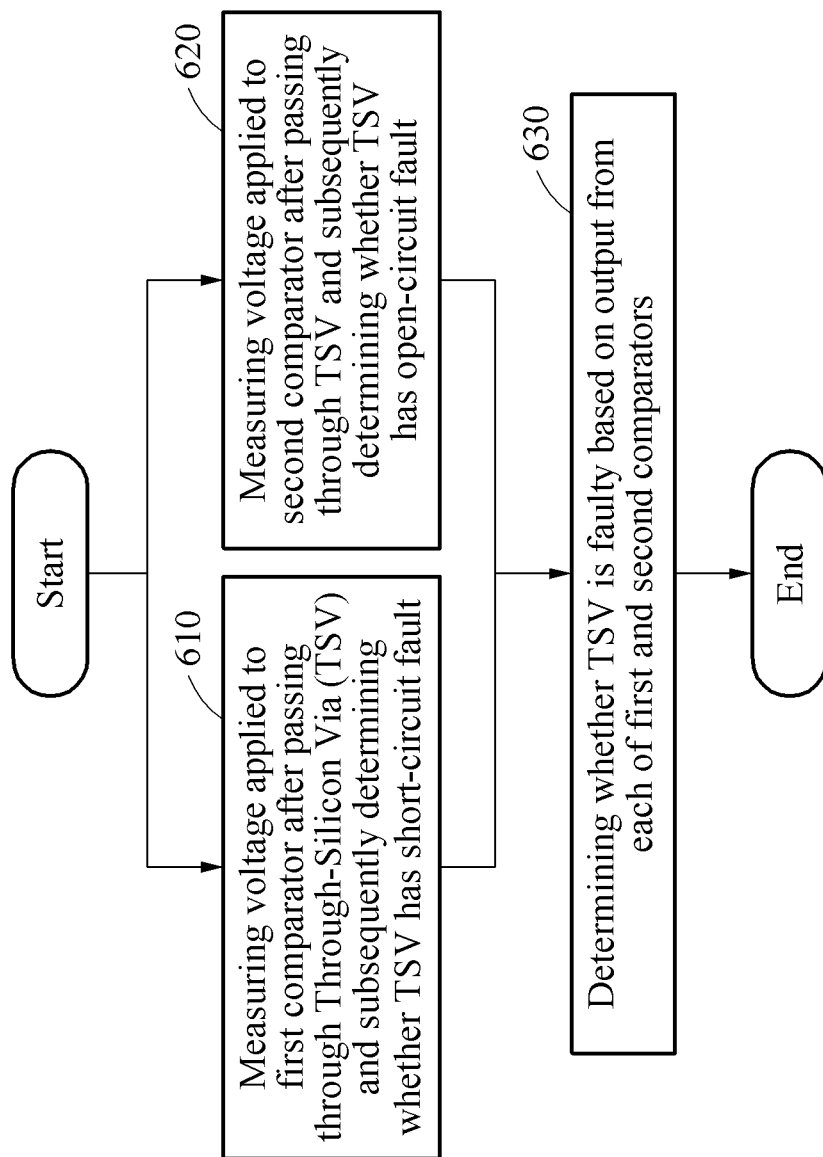 Start
610
Measuring voltage applied to
first comparator after passing
through Through-Silicon Via (TSV)
and subsequently determining
whether TSV has short-circuit fault
620
Measuring voltage applied to
second comparator after passing
through TSV and subsequently
determining whether TSV
has open-circuit fault
630
Determining whether TSV is faulty based on output from
each of first and second comparators
End